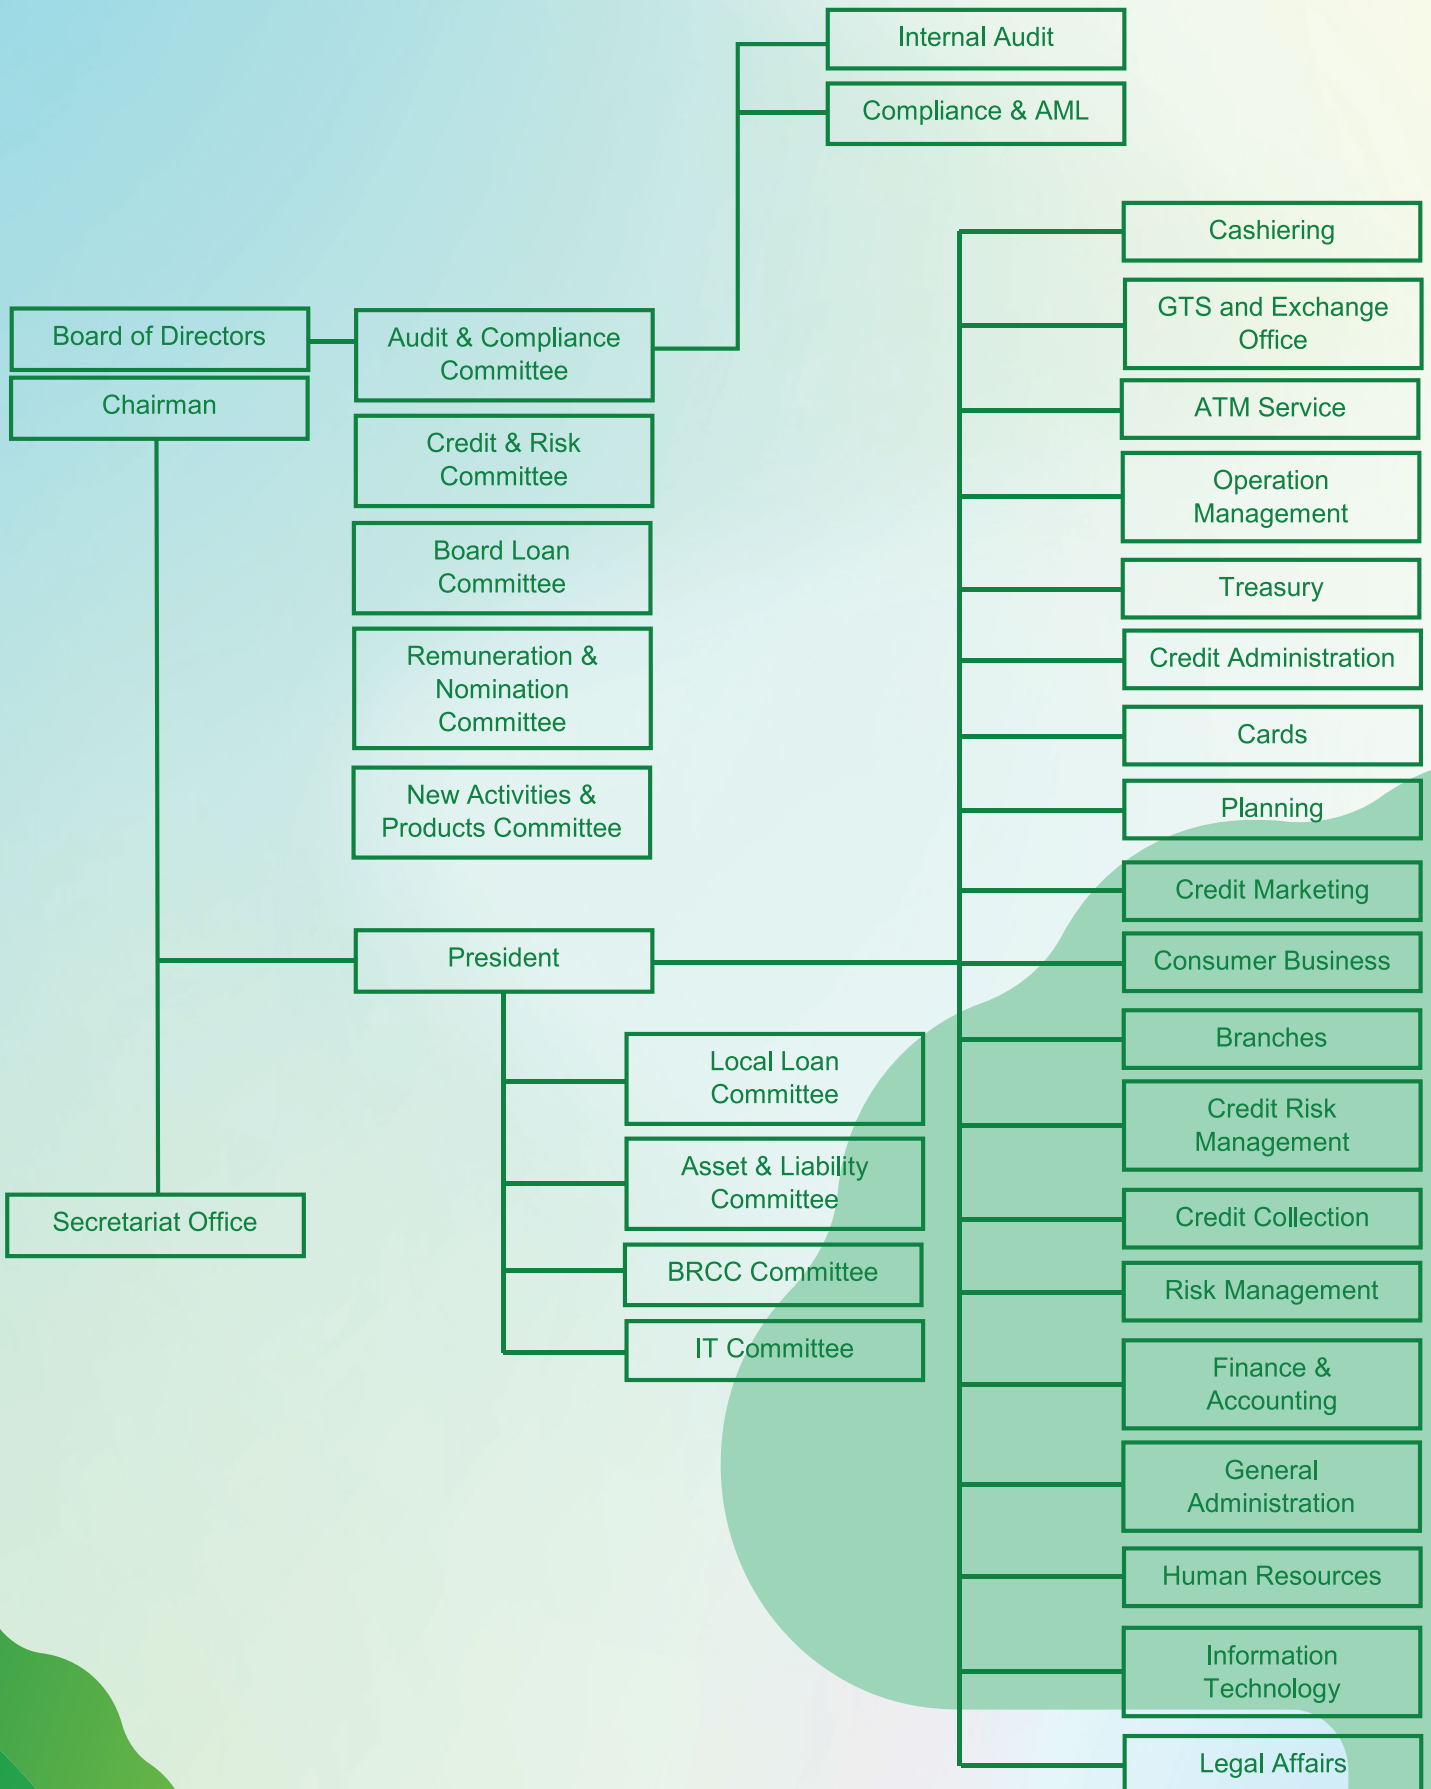 Internal Audit
Compliance & AML
Board of Directors
Chairman
Audit & Compliance
Committee
Credit & Risk
Committee
Board Loan
Committee
Remuneration &
Nomination
Committee
New Activities &
Products Committee
President
Local Loan
Committee
Asset & Liability
Committee
BRCC Committee
IT Committee
Secretariat Office
Cashiering
GTS and Exchange
Office
ATM Service
Operation
Management
Treasury
Credit Administration
Cards
Planning
Credit Marketing
Consumer Business
Branches
Credit Risk
Management
Credit Collection
Risk Management
Finance &
Accounting
General
Administration
Human Resources
Information
Technology
Legal Affairs